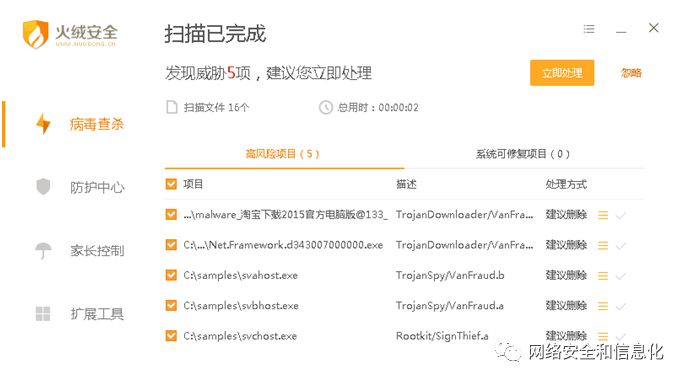 火绒安全
WWW.HUORONG.CN
扫描已完成
发现威胁5项，建议您立即处理
立即处理
忽略
扫描文件 16个
总用时：00:00:02
病毒查杀
防护中心
家长控制
扩展工具
高风险项目（5）
系统可修复项目（0）
项目 描述 处理方式
...\malware_淘宝下载2015官方电脑版@133_ TrojanDownloader/VanFra... 建议删除
C:\...\Net.Framework.d343007000000.exe TrojanDownloader/VanFra... 建议删除
C:\samples\svahost.exe TrojanSpy/VanFraud.b 建议删除
C:\samples\svbhost.exe TrojanSpy/VanFraud.a 建议删除
C:\samples\svchost.exe Rootkit/SignThief.a 建议删除
网络安全和信息化